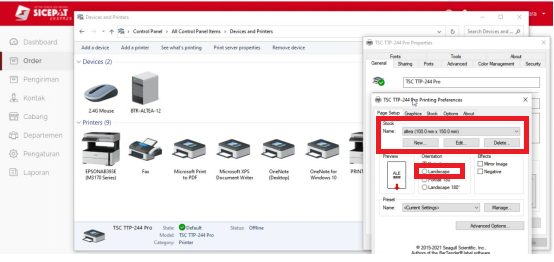 SICEPAT
EKSPRES
Dashboard
Order
Pengiriman
Kontak
Cabang
Departemen
Pengaturan
Laporan
Devices and Printers
Control Panel > All Control Panel Items > Devices and Printers
Search Devices and ...
Add a device Add a printer See what's printing Print server properties Remove device
Devices (2)
2.4G Mouse BTR-ALTEA-12
Printers (9)
EPSONAB393E (M3170 Series)
Fax
Microsoft Print to PDF
Microsoft XPS Document Writer
OneNote (Desktop)
OneNote for Windows 10
PRINT
TSC TTP-244 Pro State: Default Status: Offline
Model: TSC TTP-244 Pro
Category: Printer
TSC TTP-244 Pro Properties
Fonts Tools About
General Sharing Ports Advanced Color Management Security
TSC TTP-244 Pro
TSC TTP-244 Pro Printing Preferences
Page Setup Graphics Stock Options About
Stock
Name: altea (100.0 mm x 150.0 mm)
New... Edit... Delete...
Preview Orientation Effects
Mirror Image
Landscape Negative
Landscape 180°
Preset
Name: <Current Settings> Manage...
Advanced Options...
© 2015-2021 Seagull Scientific, Inc.
Authors of the BarTender® label software